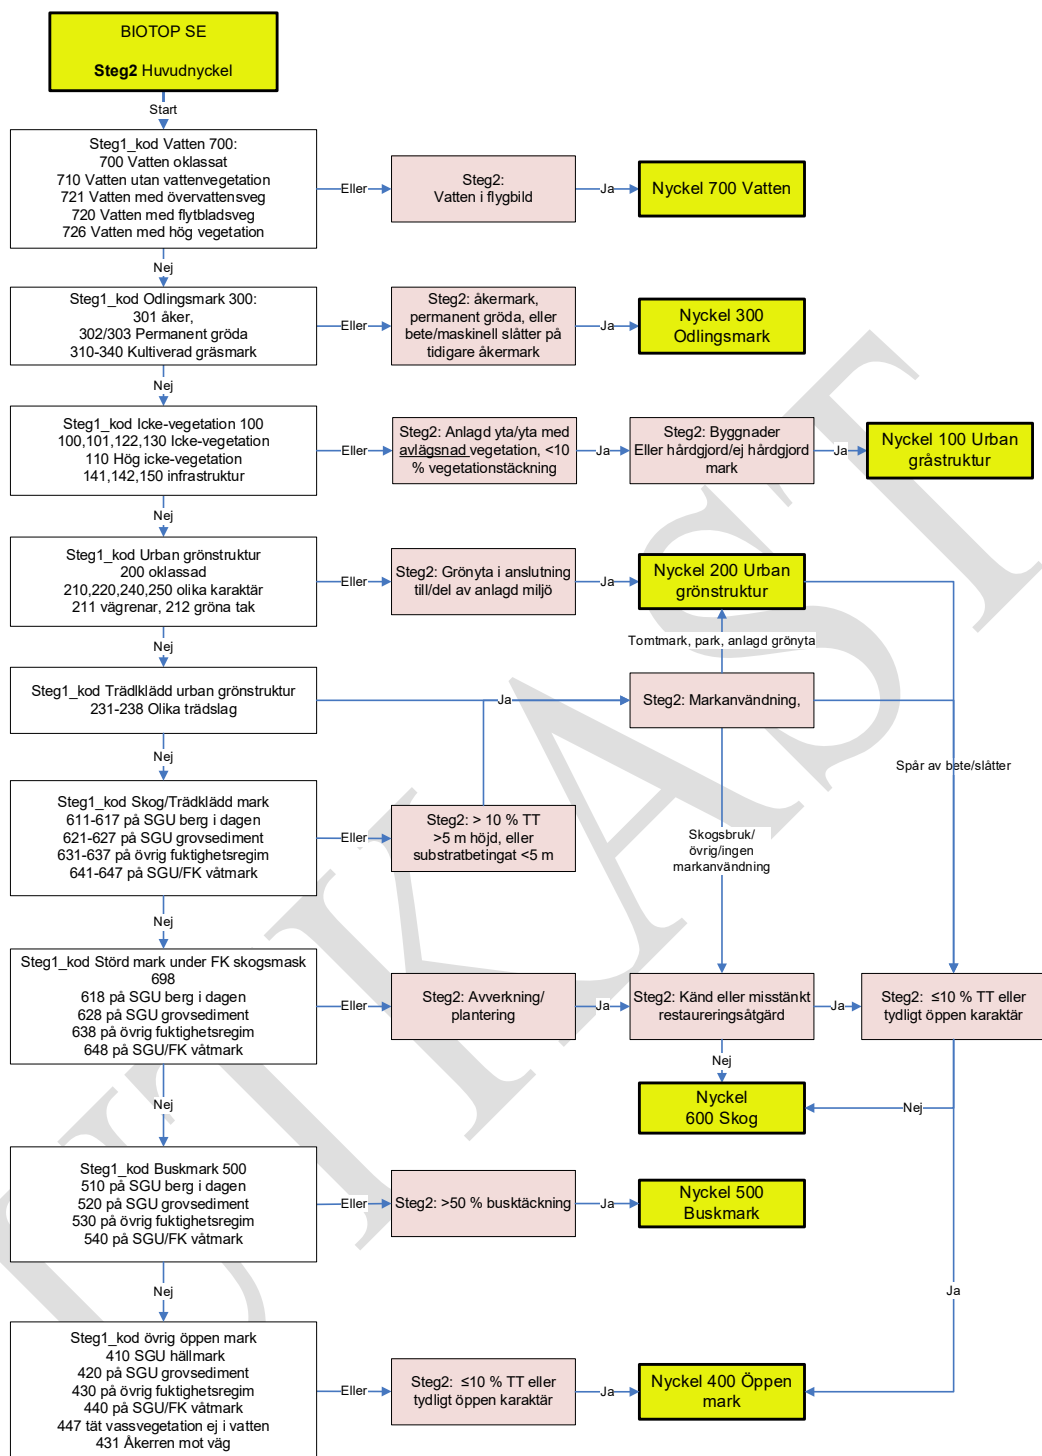 BIOTOP SE
Steg2 Huvudnyckel
Start
Steg1_kod Vatten 700:
700 Vatten oklassat
710 Vatten utan vattenvegetation
721 Vatten med övervattensveg
720 Vatten med flytbladsveg
726 Vatten med hög vegetation
Eller
Steg2:
Vatten i flygbild
Ja
Nyckel 700 Vatten
Nej
Steg1_kod Odlingsmark 300:
301 åker,
302/303 Permanent gröda
310-340 Kultiverad gräsmark
Eller
Steg2: åkermark,
permanent gröda, eller
bete/maskinell slåtter på
tidigare åkermark
Ja
Nyckel 300
Odlingsmark
Nej
Steg1_kod Icke-vegetation 100
100,101,122,130 Icke-vegetation
110 Hög icke-vegetation
141,142,150 infrastruktur
Eller
Steg2: Anlagd yta/yta med
avlägsnad vegetation, <10
% vegetationstäckning
Ja
Steg2: Byggnader
Eller hårdgjord/ej hårdgjord
mark
Ja
Nyckel 100 Urban
gråstruktur
Nej
Steg1_kod Urban grönstruktur
200 oklassad
210,220,240,250 olika karaktär
211 vägrenar, 212 gröna tak
Eller
Steg2: Grönyta i anslutning
till/del av anlagd miljö
Ja
Nyckel 200 Urban
grönstruktur
Nej
Tomtmark, park, anlagd grönyta
Steg1_kod Trädlklädd urban grönstruktur
231-238 Olika trädslag
Ja
Steg2: Markanvändning,
Spår av bete/slåtter
Nej
Steg1_kod Skog/Trädklädd mark
611-617 på SGU berg i dagen
621-627 på SGU grovsediment
631-637 på övrig fuktighetsregim
641-647 på SGU/FK våtmark
Eller
Steg2: > 10 % TT
>5 m höjd, eller
substratbetingat <5 m
Skogsbruk/
övrig/ingen
markanvändning
Nej
Steg1_kod Störd mark under FK skogsmask
698
618 på SGU berg i dagen
628 på SGU grovsediment
638 på övrig fuktighetsregim
648 på SGU/FK våtmark
Eller
Steg2: Avverkning/
plantering
Ja
Steg2: Känd eller misstänkt
restaureringsåtgärd
Ja
Steg2: ≤10 % TT eller
tydligt öppen karaktär
Nej
Nyckel
600 Skog
Nej
Nej
Steg1_kod Buskmark 500
510 på SGU berg i dagen
520 på SGU grovsediment
530 på övrig fuktighetsregim
540 på SGU/FK våtmark
Eller
Steg2: >50 % busktäckning
Ja
Nyckel 500
Buskmark
Nej
Ja
Steg1_kod övrig öppen mark
410 SGU hällmark
420 på SGU grovsediment
430 på övrig fuktighetsregim
440 på SGU/FK våtmark
447 tät vassvegetation ej i vatten
431 Åkerren mot väg
Eller
Steg2: ≤10 % TT eller
tydligt öppen karaktär
Ja
Nyckel 400 Öppen
mark
UTKAST